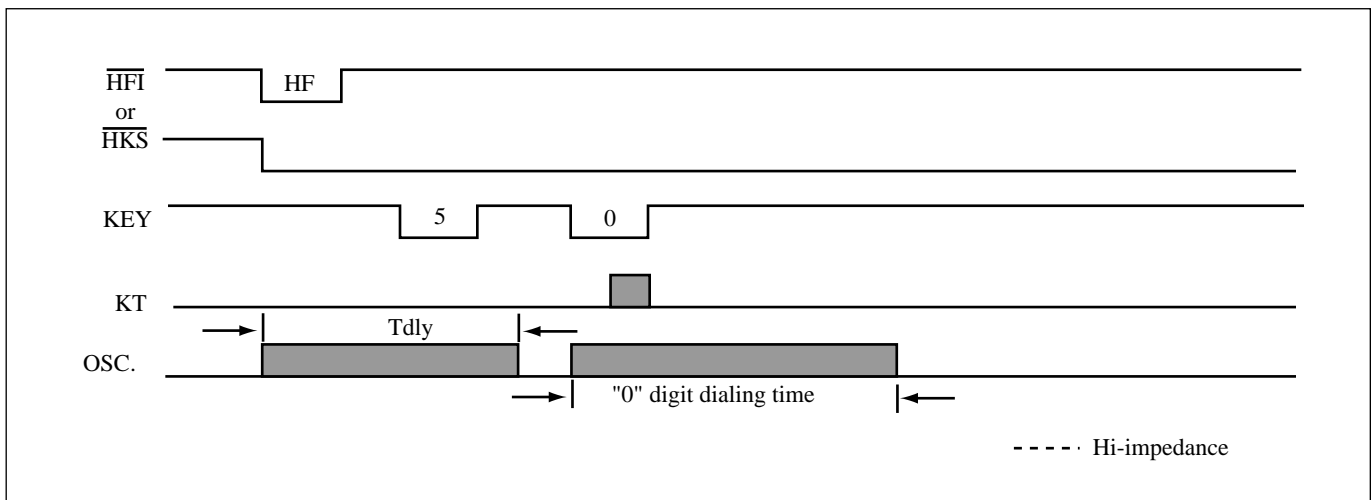 HFI HF
or
HKS
KEY 5 0
KT
Tdly
OSC.
"0" digit dialing time
Hi-impedance